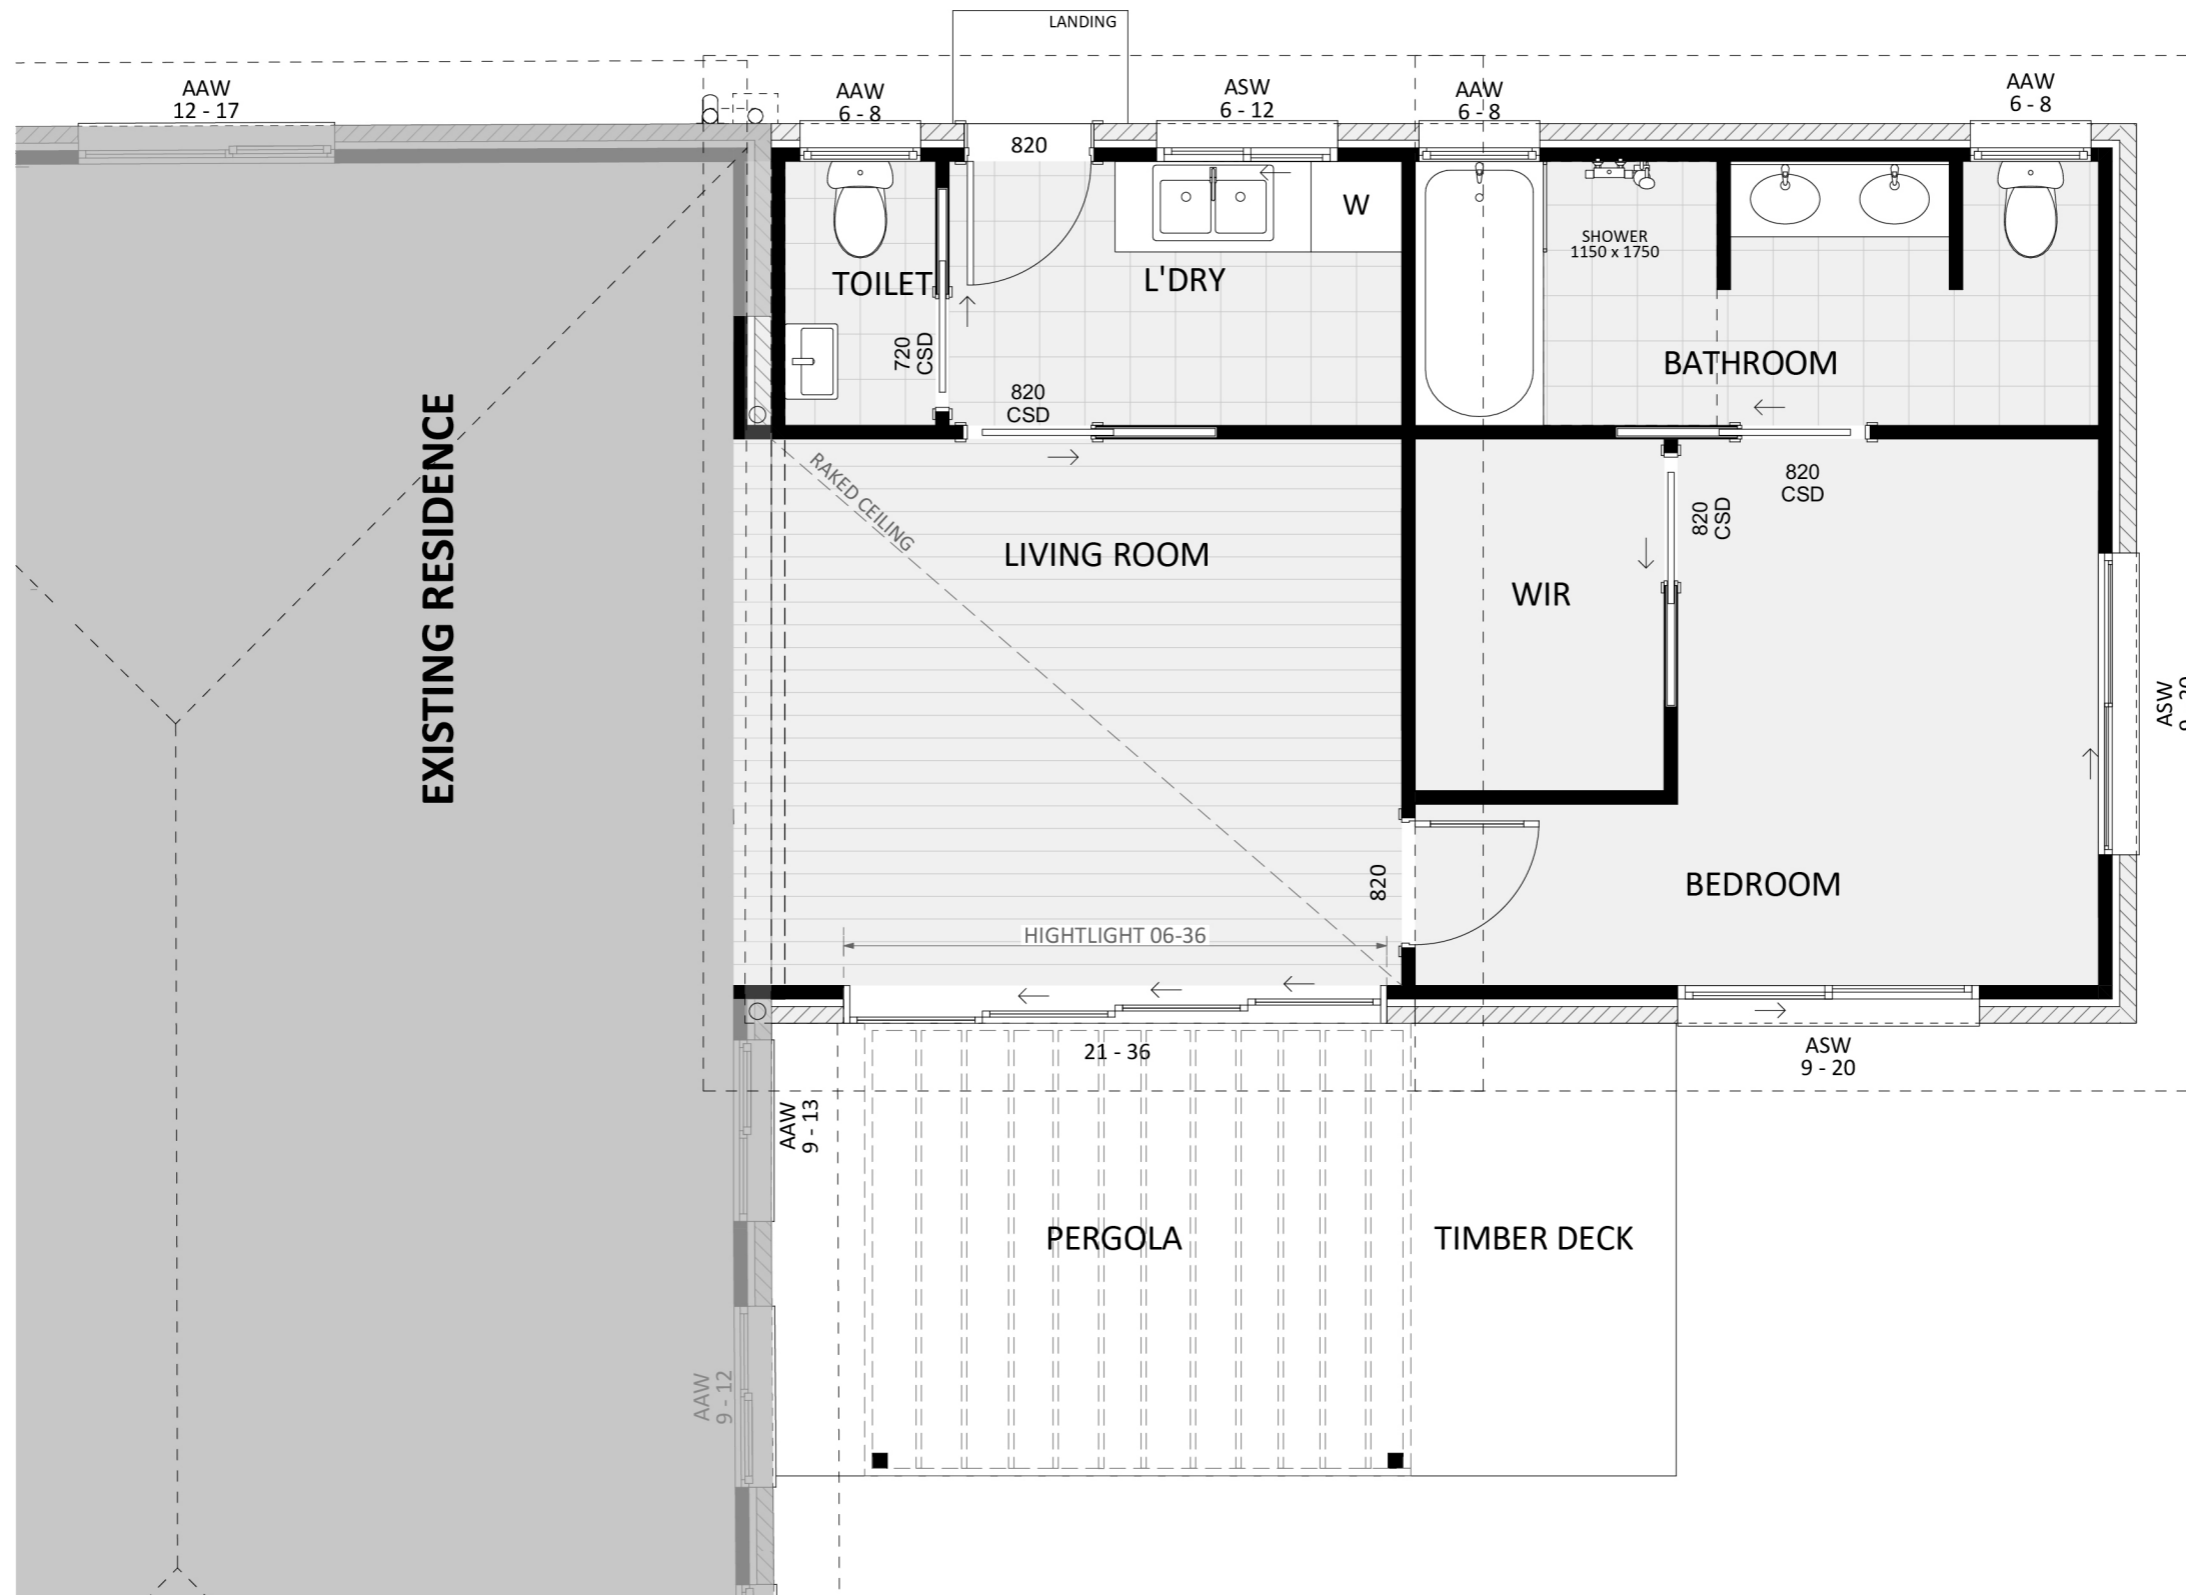 LANDING
AAW
12 - 17
AAW
6 - 8
ASW
6 - 12
AAW
6 - 8
AAW
6 - 8
820
W
SHOWER
1150 x 1750
TOILET
L'DRY
720
CSD
BATHROOM
820
CSD
EXISTING RESIDENCE
RAKED CEILING
820
CSD
820
CSD
LIVING ROOM
WIR
ASW
820
BEDROOM
HIGHTLIGHT 06-36
21 - 36
ASW
9 - 20
AAW
9 - 13
PERGOLA
TIMBER DECK
AAW
9 - 12